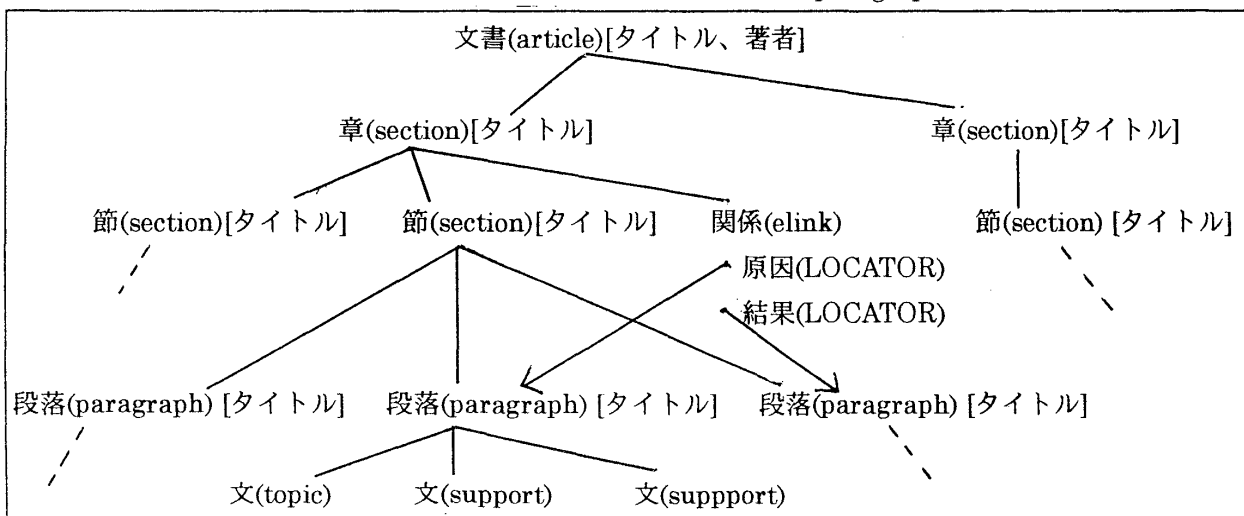 文書(article)[タイトル、著者]
章(section)[タイトル] 章(section)[タイトル]
節(section)[タイトル] 節(section)[タイトル] 関係(elink) 節(section) [タイトル]
原因(LOCATOR)
結果(LOCATOR)
段落(paragraph) [タイトル] 段落(paragraph) [タイトル] 段落(paragraph) [タイトル]
文(topic) 文(support) 文(suppport)